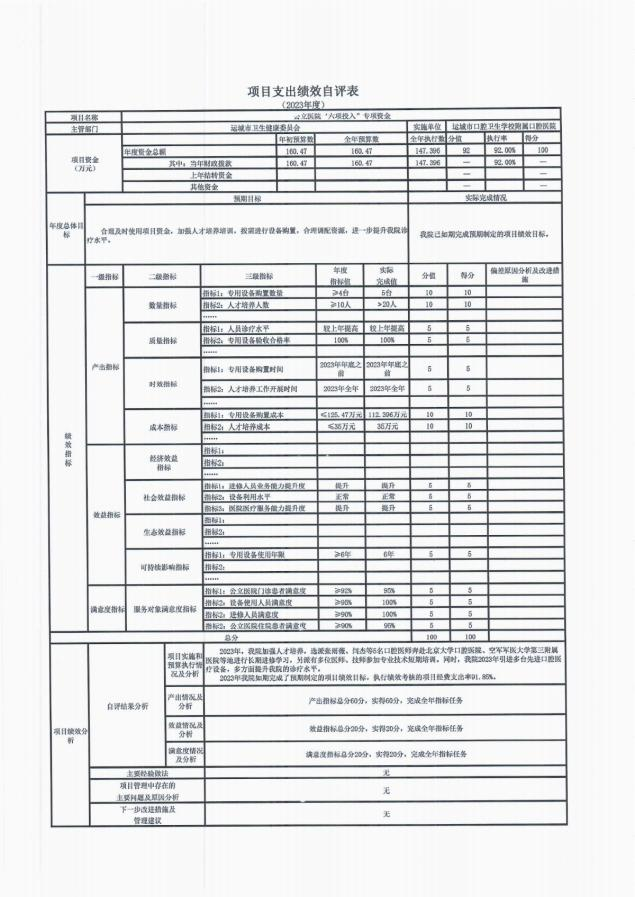 项目支出绩效自评表
(2023年度)
项目名称 公立医院“六项投入”专项资金
主管部门 运城市卫生健康委员会 实施单位 运城市口腔卫生学校附属口腔医院
项目资金(万元) 年初预算数 全年预算数 全年执行数 分值 执行率 得分
年度资金总额 160.47 160.47 147.396 92 92.00% 100
其中:当年财政拨款 160.47 160.47 147.396 — 92.00% —
上年结转资金 — —
其他资金 — —
年度总体目标 预期目标 实际完成情况
合理及时使用项目资金,加强人才培养培训,按需进行设备购置,合理调配资源,进一步提升我院诊疗水平。 我院已如期完成预期制定的项目绩效目标。
绩效指标 一级指标 二级指标 三级指标 年度指标值 实际完成值 分值 得分 偏差原因分析及改进措施
产出指标 数量指标 指标1:专用设备购置数量 ≥4台 5台 10 10
指标2:人才培养人数 ≥10人 >20人 10 10
……
质量指标 指标1:人员诊疗水平 较上年提高 较上年提高 5 5
指标2:专用设备验收合格率 100% 100% 5 5
……
时效指标 指标1:专用设备购置时间 2023年年底之前 2023年年底之前 5 5
指标2:人才培养工作开展时间 2023年全年 2023年全年 5 5
……
成本指标 指标1:专用设备购置成本 ≤125.47万元 112.396万元 10 10
指标2:人才培养成本 ≤35万元 35万元 10 10
……
效益指标 经济效益指标 指标1:
指标2:
……
社会效益指标 指标1:进修人员业务能力提升度 提升 提升 5 5
指标2:设备利用水平 正常 正常 5 5
指标3:医院医疗服务能力提升度 提升 提升 5 5
生态效益指标 指标1:
指标2:
……
可持续影响指标 指标1:专用设备使用年限 ≥6年 6年 5 5
指标2:
……
满意度指标 服务对象满意度指标 指标1:公立医院门诊患者满意度 ≥92% 95% 5 5
指标2:设备使用人员满意度 ≥95% 100% 5 5
指标2:进修人员满意度 ≥90% 100% 5 5
指标2:公立医院住院患者满意度 ≥90% 95% 5 5
总分 100 100
项目绩效分析 自评结果分析 项目实施和预算执行情况及分析 2023年,我院加强人才培养,选派张雨薇、闫杰等5名口腔医师奔赴北京大学口腔医院、空军军医大学第三附属医院等地进行长期进修学习,另派有多位医师、技师参加专业技术短期培训。同时,我院2023年引进多台先进口腔医疗设备,多方面提升我院的诊疗水平。
2023年我院如期完成了预期制定的项目绩效目标,执行绩效考核的项目经费支出率91.85%。
产出情况及分析 产出指标总分60分,实得60分,完成全年指标任务
效益情况及分析 效益指标总分20分,实得20分,完成全年指标任务
满意度情况及分析 满意度指标总分20分,实得20分,完成全年指标任务
主要经验做法 无
项目管理中存在的主要问题及原因分析 无
下一步改进措施及管理建议 无